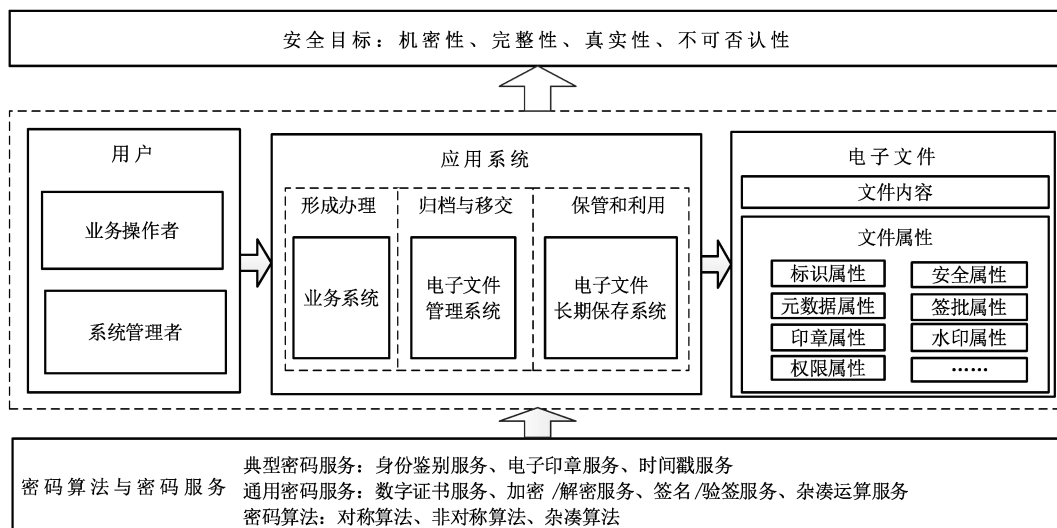 安全目标：机密性、完整性、真实性、不可否认性
用户
业务操作者
系统管理者
应用系统
形成办理
归档与移交
保管和利用
业务系统
电子文件
管理系统
电子文件
长期保存系统
电子文件
文件内容
文件属性
标识属性
安全属性
元数据属性
签批属性
印章属性
水印属性
权限属性
……
密码算法与密码服务
典型密码服务：身份鉴别服务、电子印章服务、时间戳服务
通用密码服务：数字证书服务、加密/解密服务、签名/验签服务、杂凑运算服务
密码算法：对称算法、非对称算法、杂凑算法